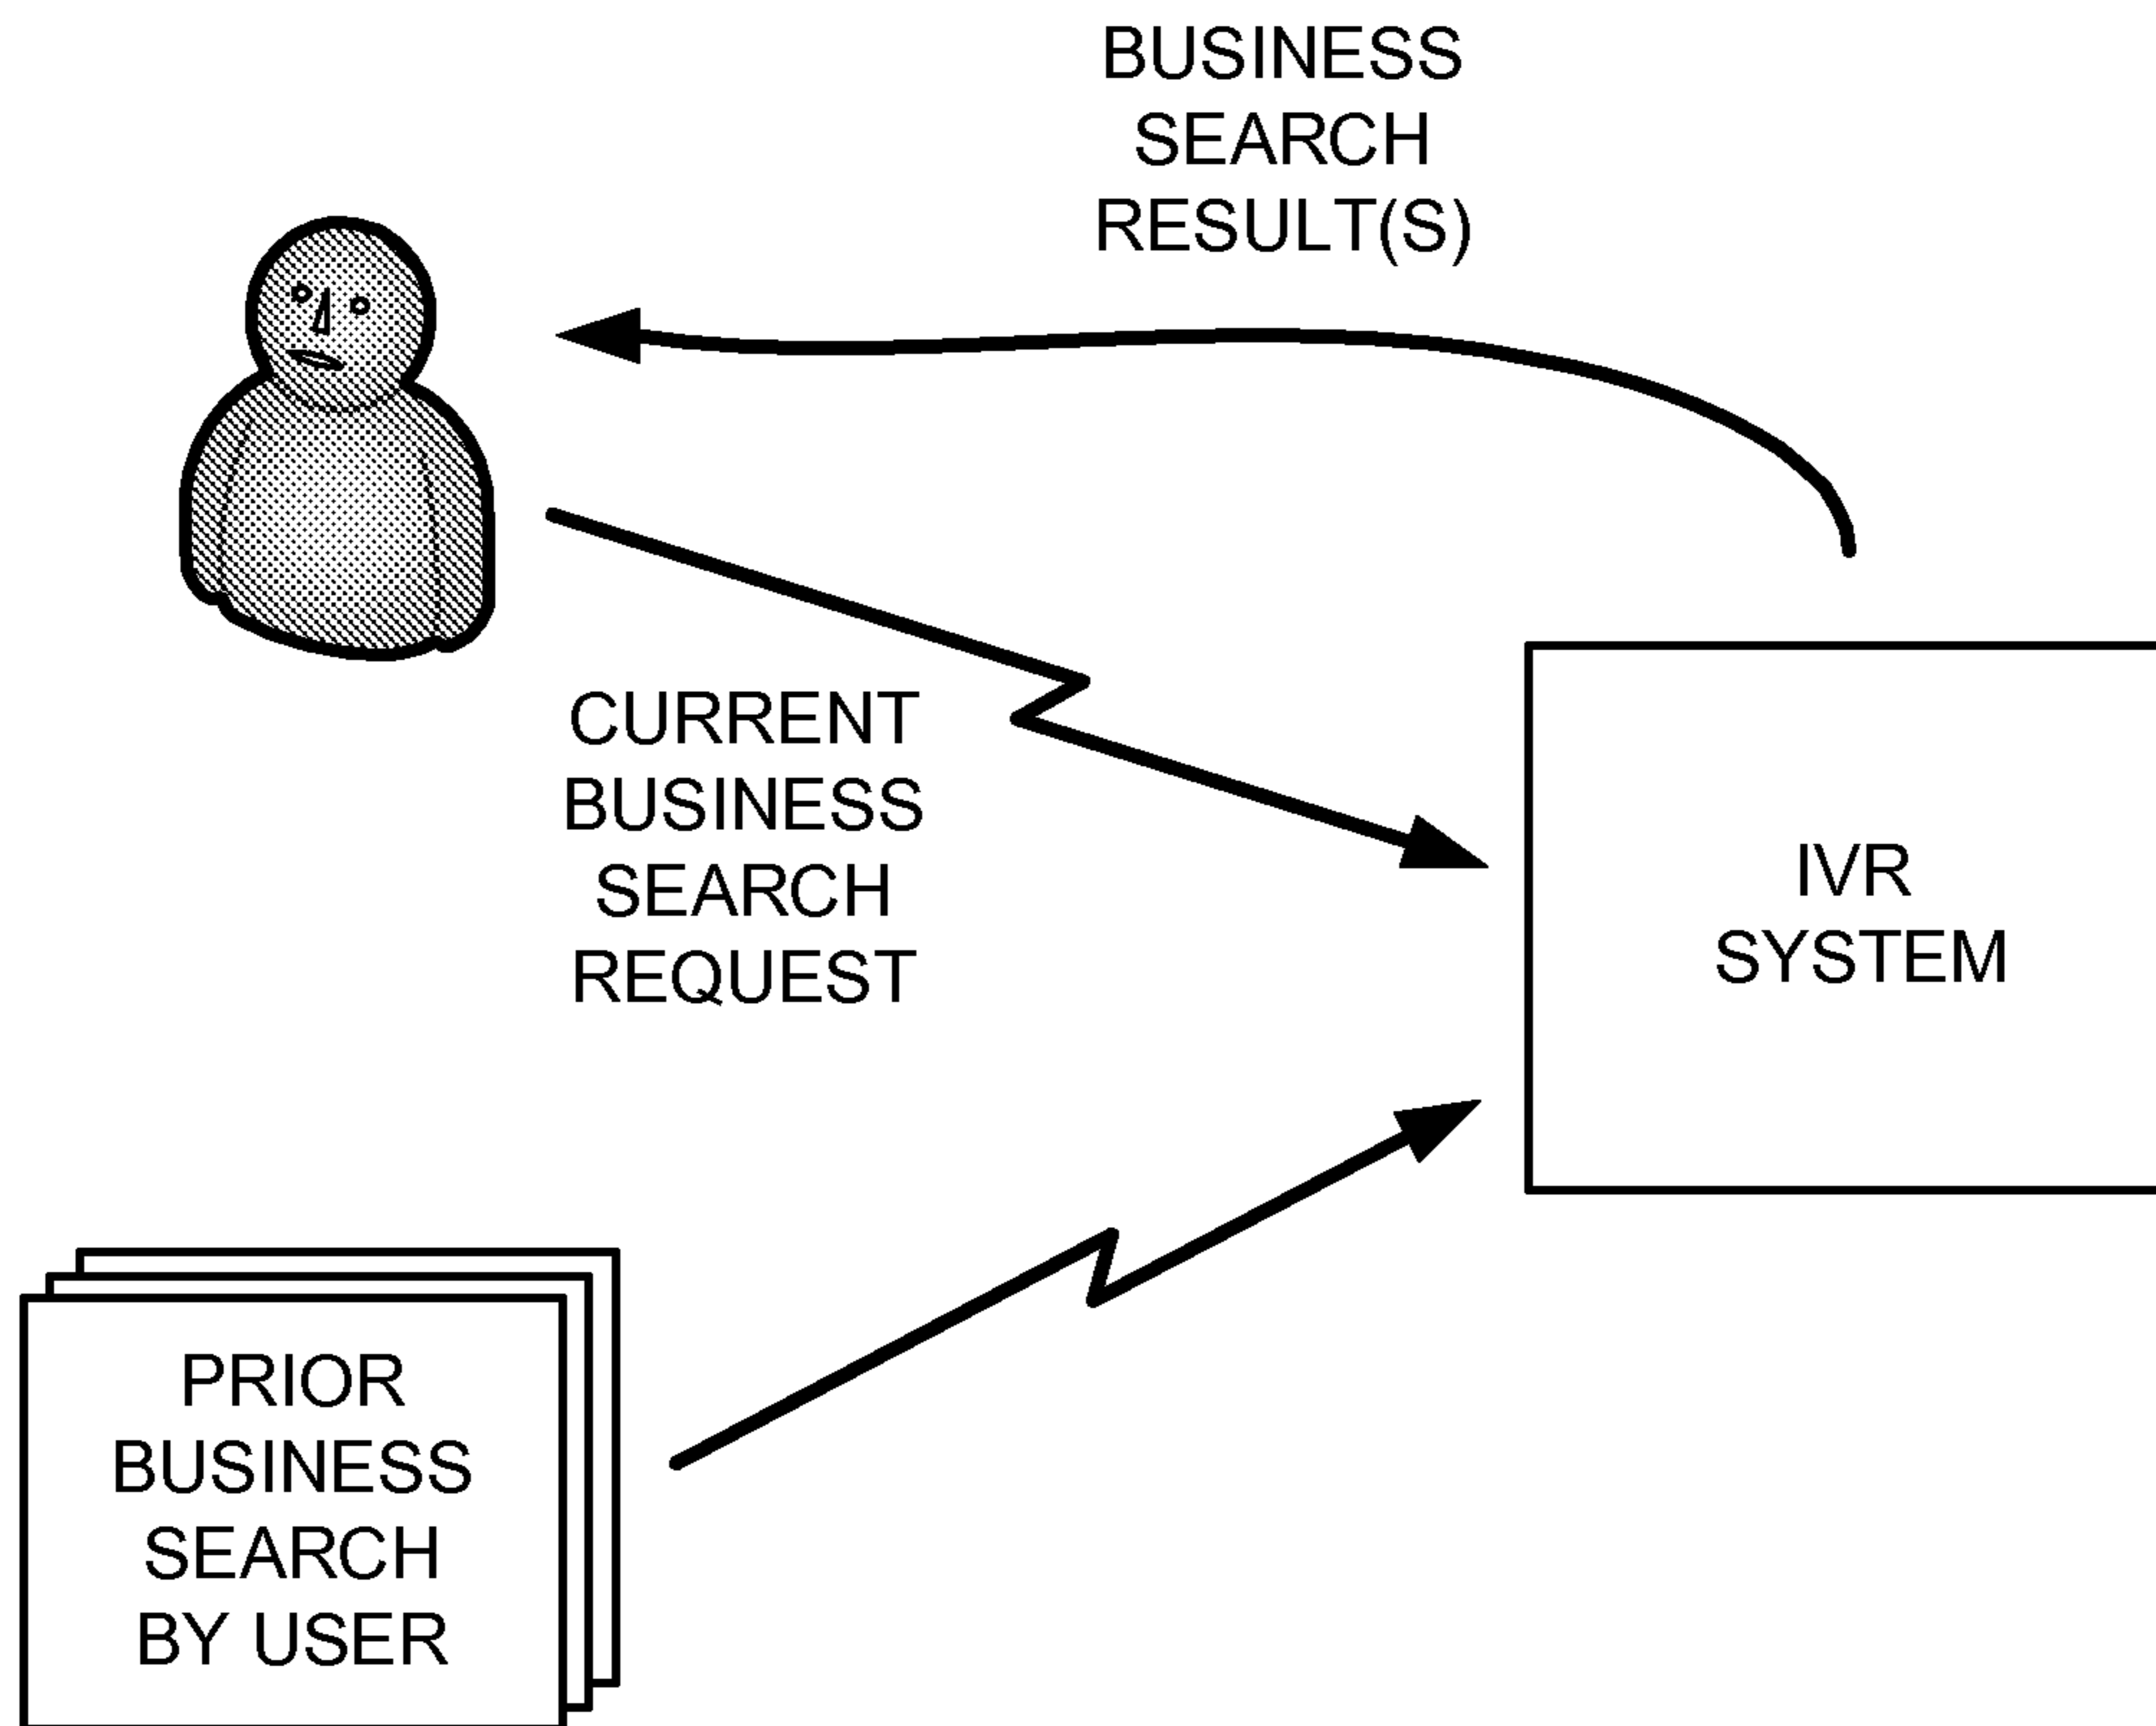 BUSINESS
SEARCH
RESULT(S)
CURRENT
BUSINESS
SEARCH
REQUEST
IVR
SYSTEM
PRIOR
BUSINESS
SEARCH
BY USER